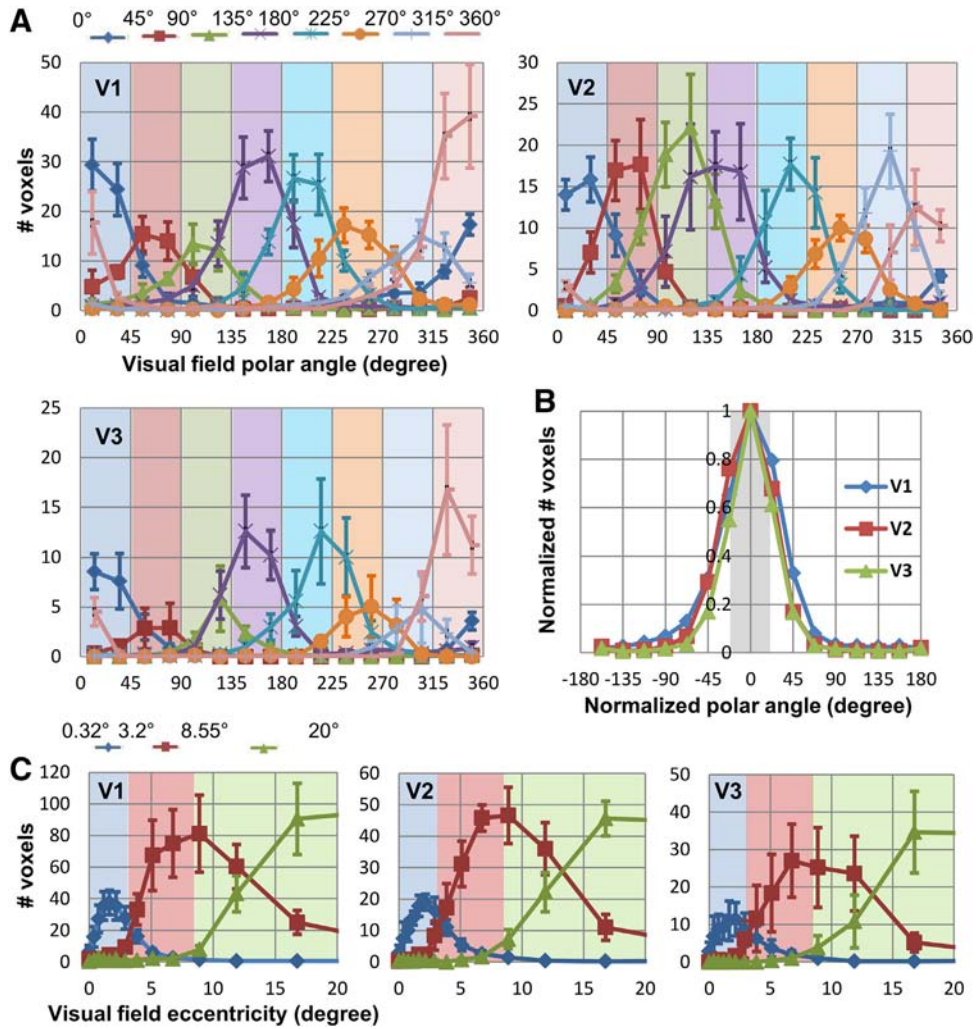 A
0° 45° 90° 135° 180° 225° 270° 315° 360°
V1
# voxels
50
40
30
20
10
0
0 45 90 135 180 225 270 315 360
Visual field polar angle (degree)
V2
30
25
20
15
10
5
0
0 45 90 135 180 225 270 315 360
V3
25
20
15
10
5
0
0 45 90 135 180 225 270 315 360
B
Normalized # voxels
1
0.8
0.6
0.4
0.2
0
V1
V2
V3
-180 -135 -90 -45 0 45 90 135 180
Normalized polar angle (degree)
0.32° 3.2° 8.55° 20°
C
V1
# voxels
120
100
80
60
40
20
0
0 5 10 15 20
Visual field eccentricity (degree)
V2
60
50
40
30
20
10
0
0 5 10 15 20
V3
50
40
30
20
10
0
0 5 10 15 20